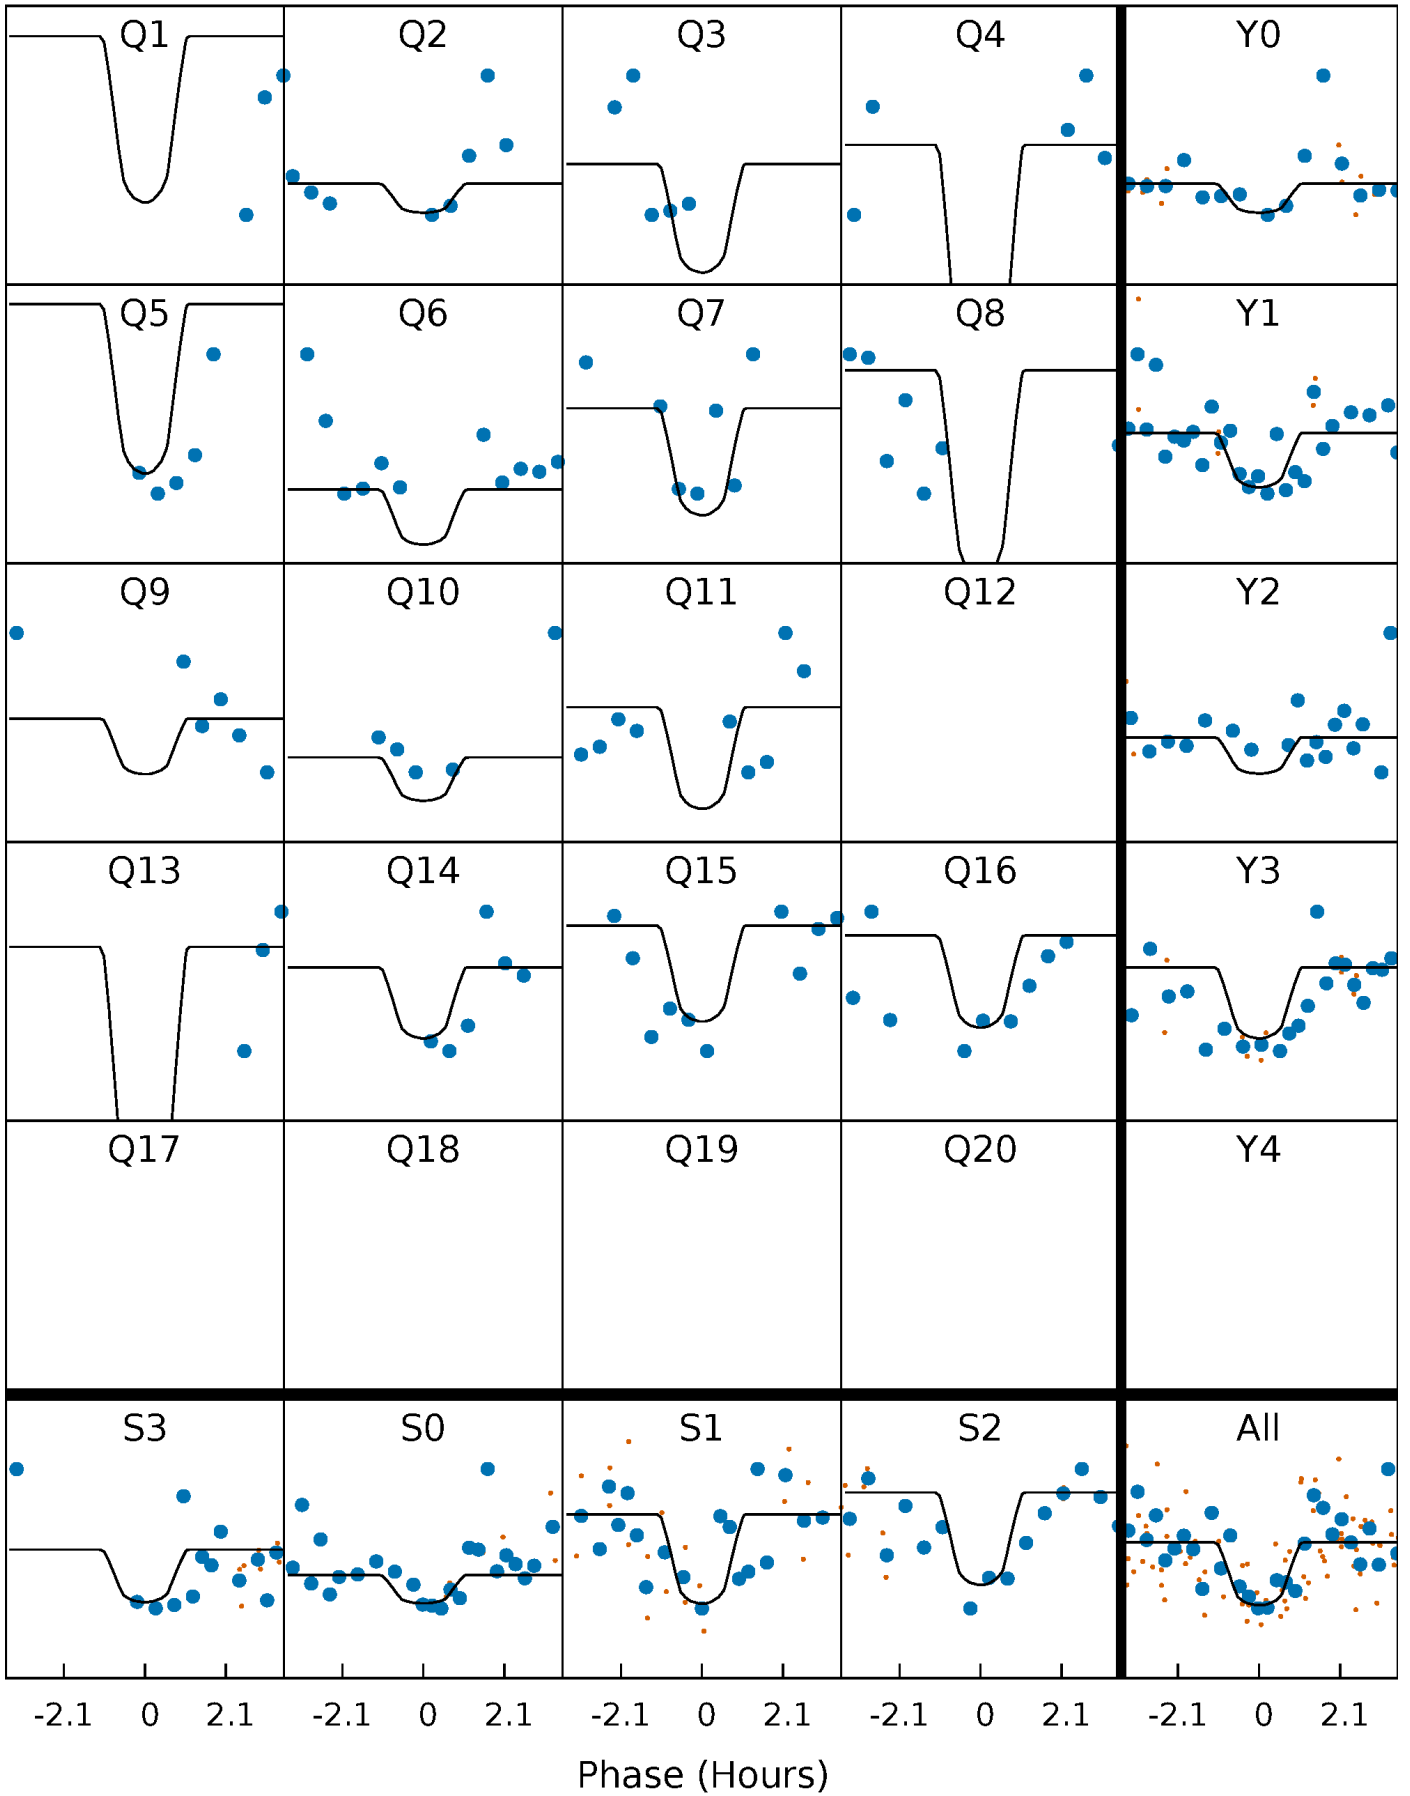 Q1 Q2 Q3 Q4 Y0
Q5 Q6 Q7 Q8 Y1
Q9 Q10 Q11 Q12 Y2
Q13 Q14 Q15 Q16 Y3
Q17 Q18 Q19 Q20 Y4
S3 S0 S1 S2 All
-2.1 0 2.1 -2.1 0 2.1 -2.1 0 2.1 -2.1 0 2.1 -2.1 0 2.1
Phase (Hours)